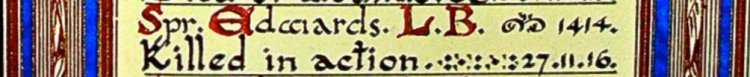 Spr. Edwards. L. B. 1414.
Killed in action. 27.11.16.